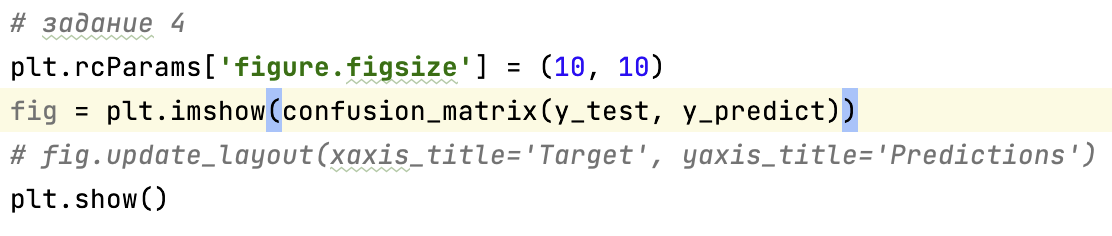 # задание 4
plt.rcParams['figure.figsize'] = (10, 10)
fig = plt.imshow(confusion_matrix(y_test, y_predict))
# fig.update_layout(xaxis_title='Target', yaxis_title='Predictions')
plt.show()